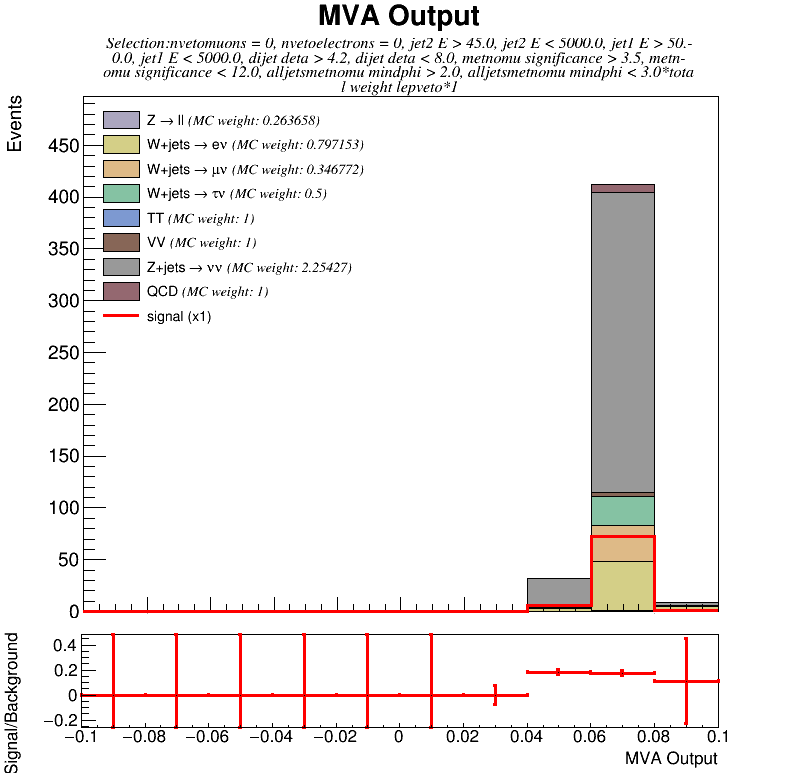 MVA Output
Selection:nvetomuons = 0, nvetoelectrons = 0, jet2 E > 45.0, jet2 E < 5000.0, jet1 E > 50.-
0.0, jet1 E < 5000.0, dijet deta > 4.2, dijet deta < 8.0, metnomu significance > 3.5, metn-
omu significance < 12.0, alljetsmetnomu mindphi > 2.0, alljetsmetnomu mindphi < 3.0*tota
l weight lepveto*1
Events
Z → ll (MC weight: 0.263658)
W+jets → eν (MC weight: 0.797153)
W+jets → μν (MC weight: 0.346772)
W+jets → τν (MC weight: 0.5)
TT (MC weight: 1)
VV (MC weight: 1)
Z+jets → νν (MC weight: 2.25427)
QCD (MC weight: 1)
signal (x1)
450
400
350
300
250
200
150
100
50
0
Signal/Background
0.4
0.2
0
−0.2
−0.1 −0.08 −0.06 −0.04 −0.02 0 0.02 0.04 0.06 0.08 0.1
MVA Output